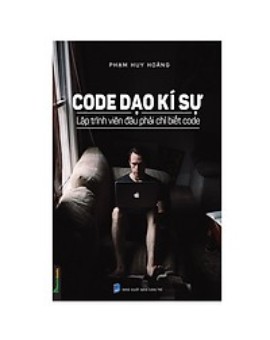 PHẠM HUY HOÀNG
CODE DẠO KÍ SỰ
Lập trình viên đâu phải chỉ biết code